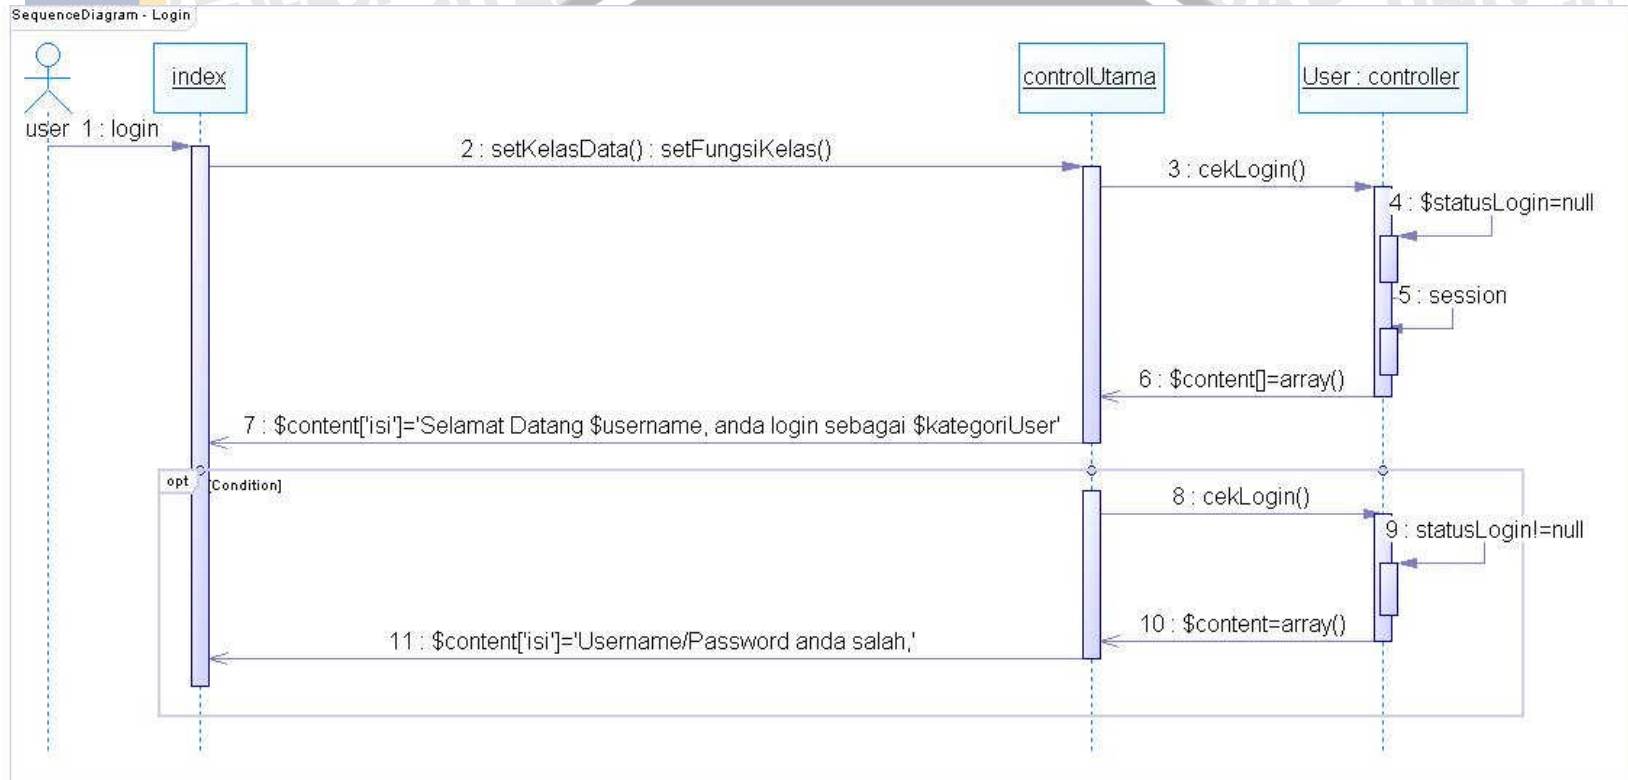 SequenceDiagram - Login
index
controlUtama
User : controller
user
1 : login
2 : setKelasData() : setFungsiKelas()
3 : cekLogin()
4 : $statusLogin=null
5 : session
6 : $content[]=array()
7 : $content['isi']='Selamat Datang $username, anda login sebagai $kategoriUser'
opt
[Condition]
8 : cekLogin()
9 : statusLogin!=null
10 : $content=array()
11 : $content['isi']='Username/Password anda salah,'